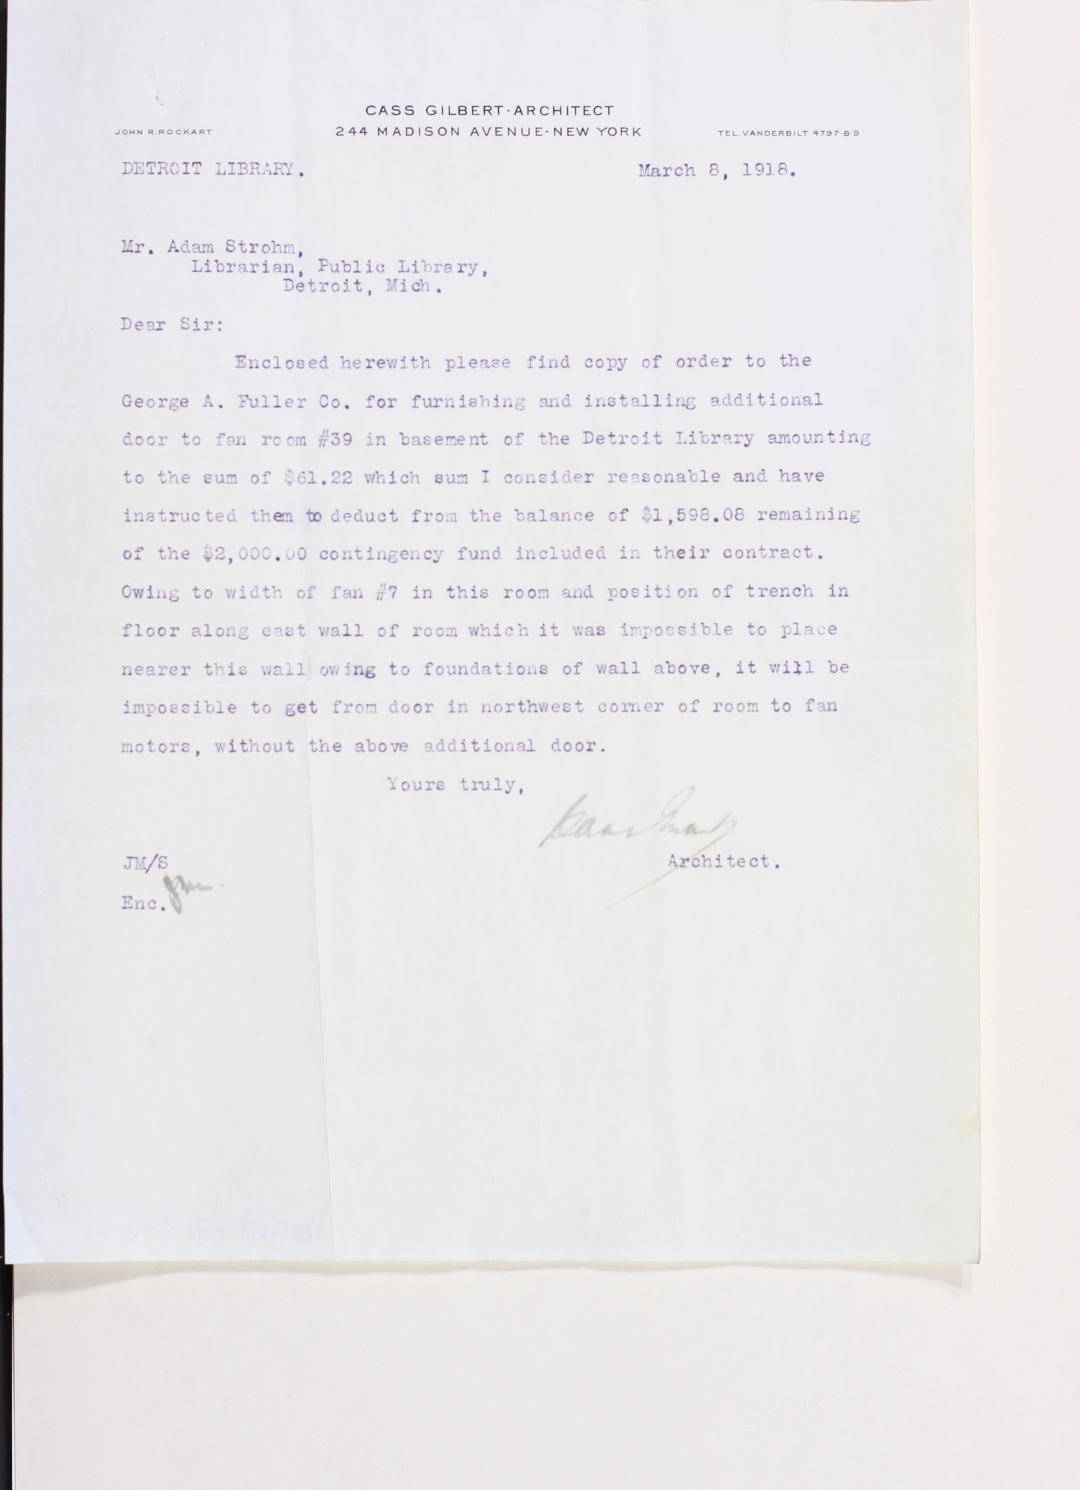 CASS GILBERT·ARCHITECT
JOHN R. ROCKART 244 MADISON AVENUE-NEW YORK TEL. VANDERBILT 4797-8-9
DETROIT LIBRARY. March 8, 1918.
Mr. Adam Strohm,
Librarian, Public Library,
Detroit, Mich.
Dear Sir:
Enclosed herewith please find copy of order to the
George A. Fuller Co. for furnishing and installing additional
door to fan room #39 in basement of the Detroit Library amounting
to the sum of $61.22 which sum I consider reasonable and have
instructed them to deduct from the balance of $1,598.08 remaining
of the $2,000.00 contingency fund included in their contract.
Owing to width of fan #7 in this room and position of trench in
floor along east wall of room which it was impossible to place
nearer this wall owing to foundations of wall above, it will be
impossible to get from door in northwest corner of room to fan
motors, without the above additional door.
Yours truly,
Cass Gilbert
JM/S Architect.
Enc.